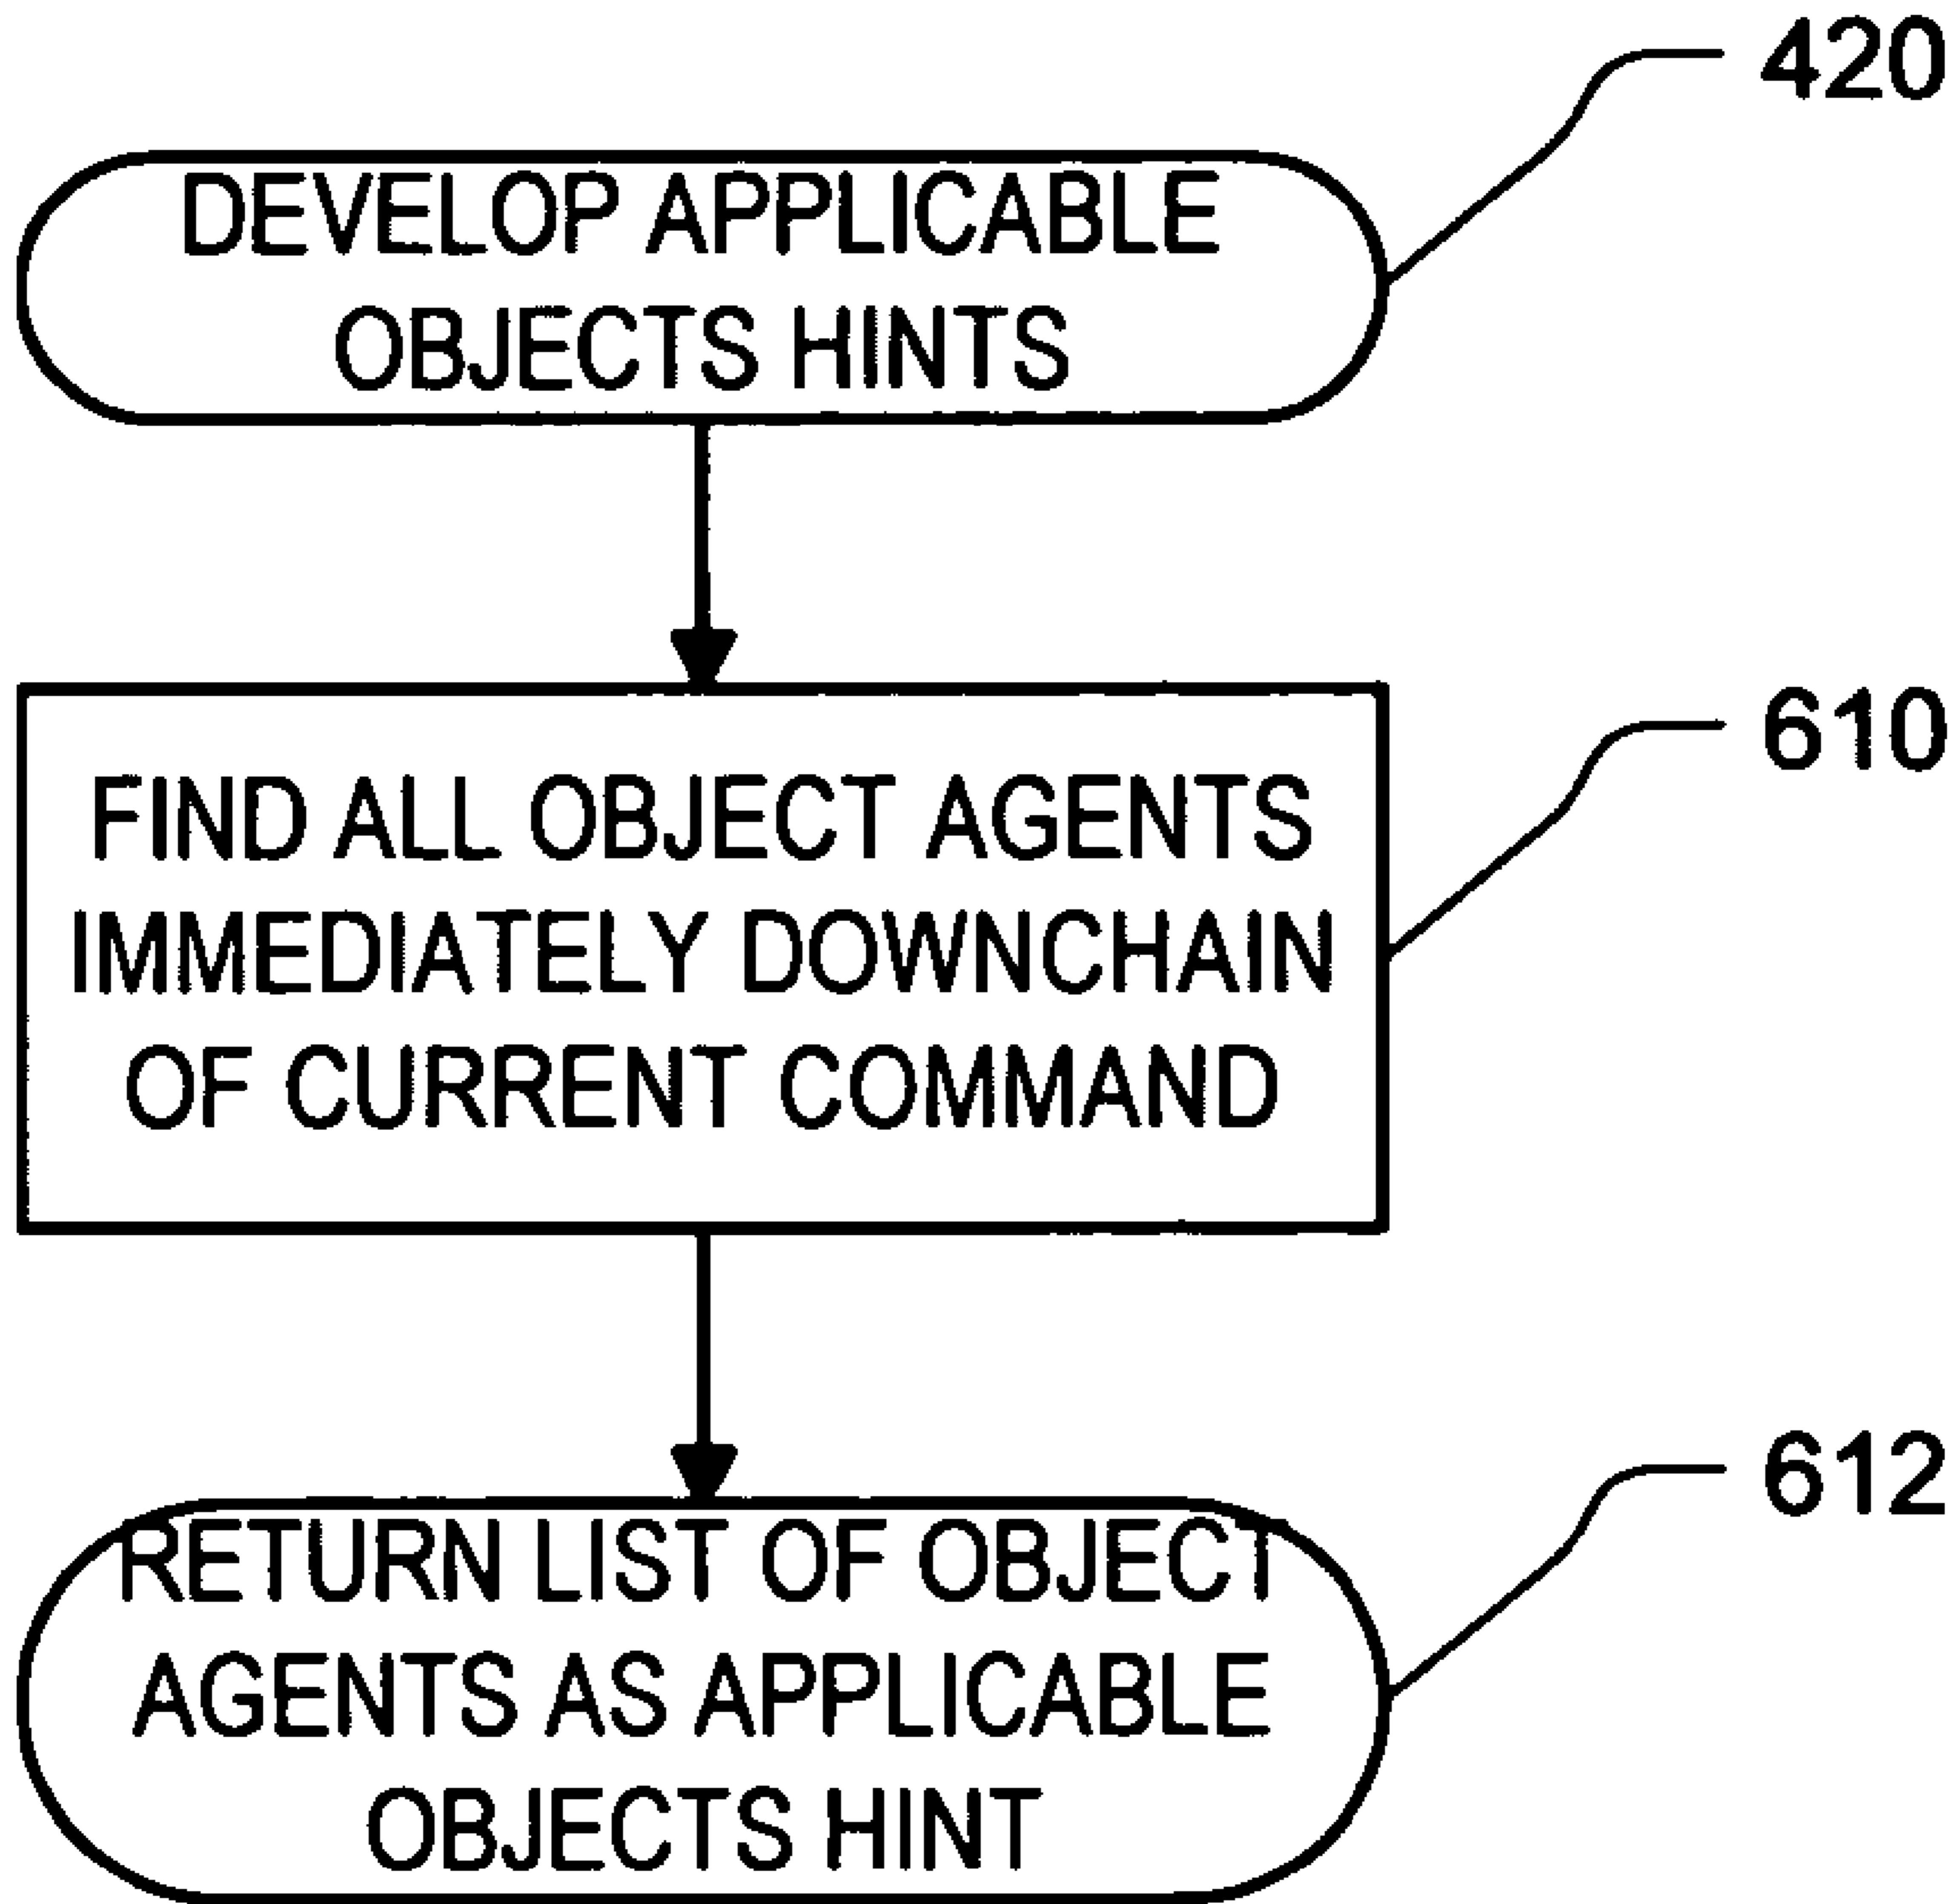 420
DEVELOP APPLICABLE
OBJECTS HINTS
610
FIND ALL OBJECT AGENTS
IMMEDIATELY DOWNCHAIN
OF CURRENT COMMAND
612
RETURN LIST OF OBJECT
AGENTS AS APPLICABLE
OBJECTS HINT